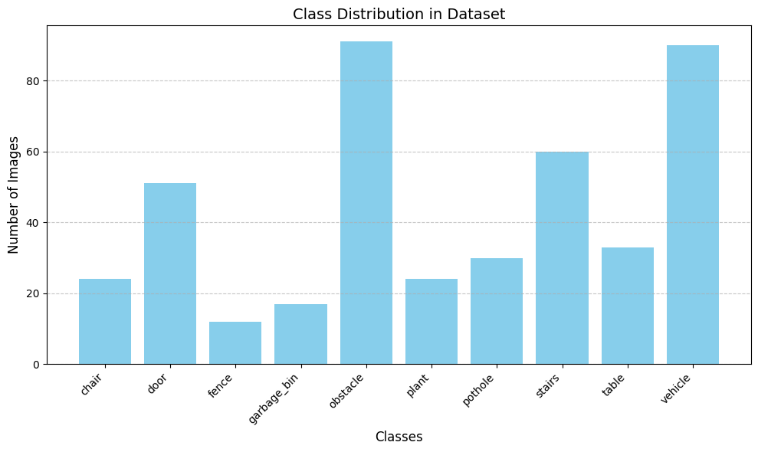 Class Distribution in Dataset
Number of Images
80
60
40
20
0
chair
door
fence
garbage_bin
obstacle
plant
pothole
stairs
table
vehicle
Classes